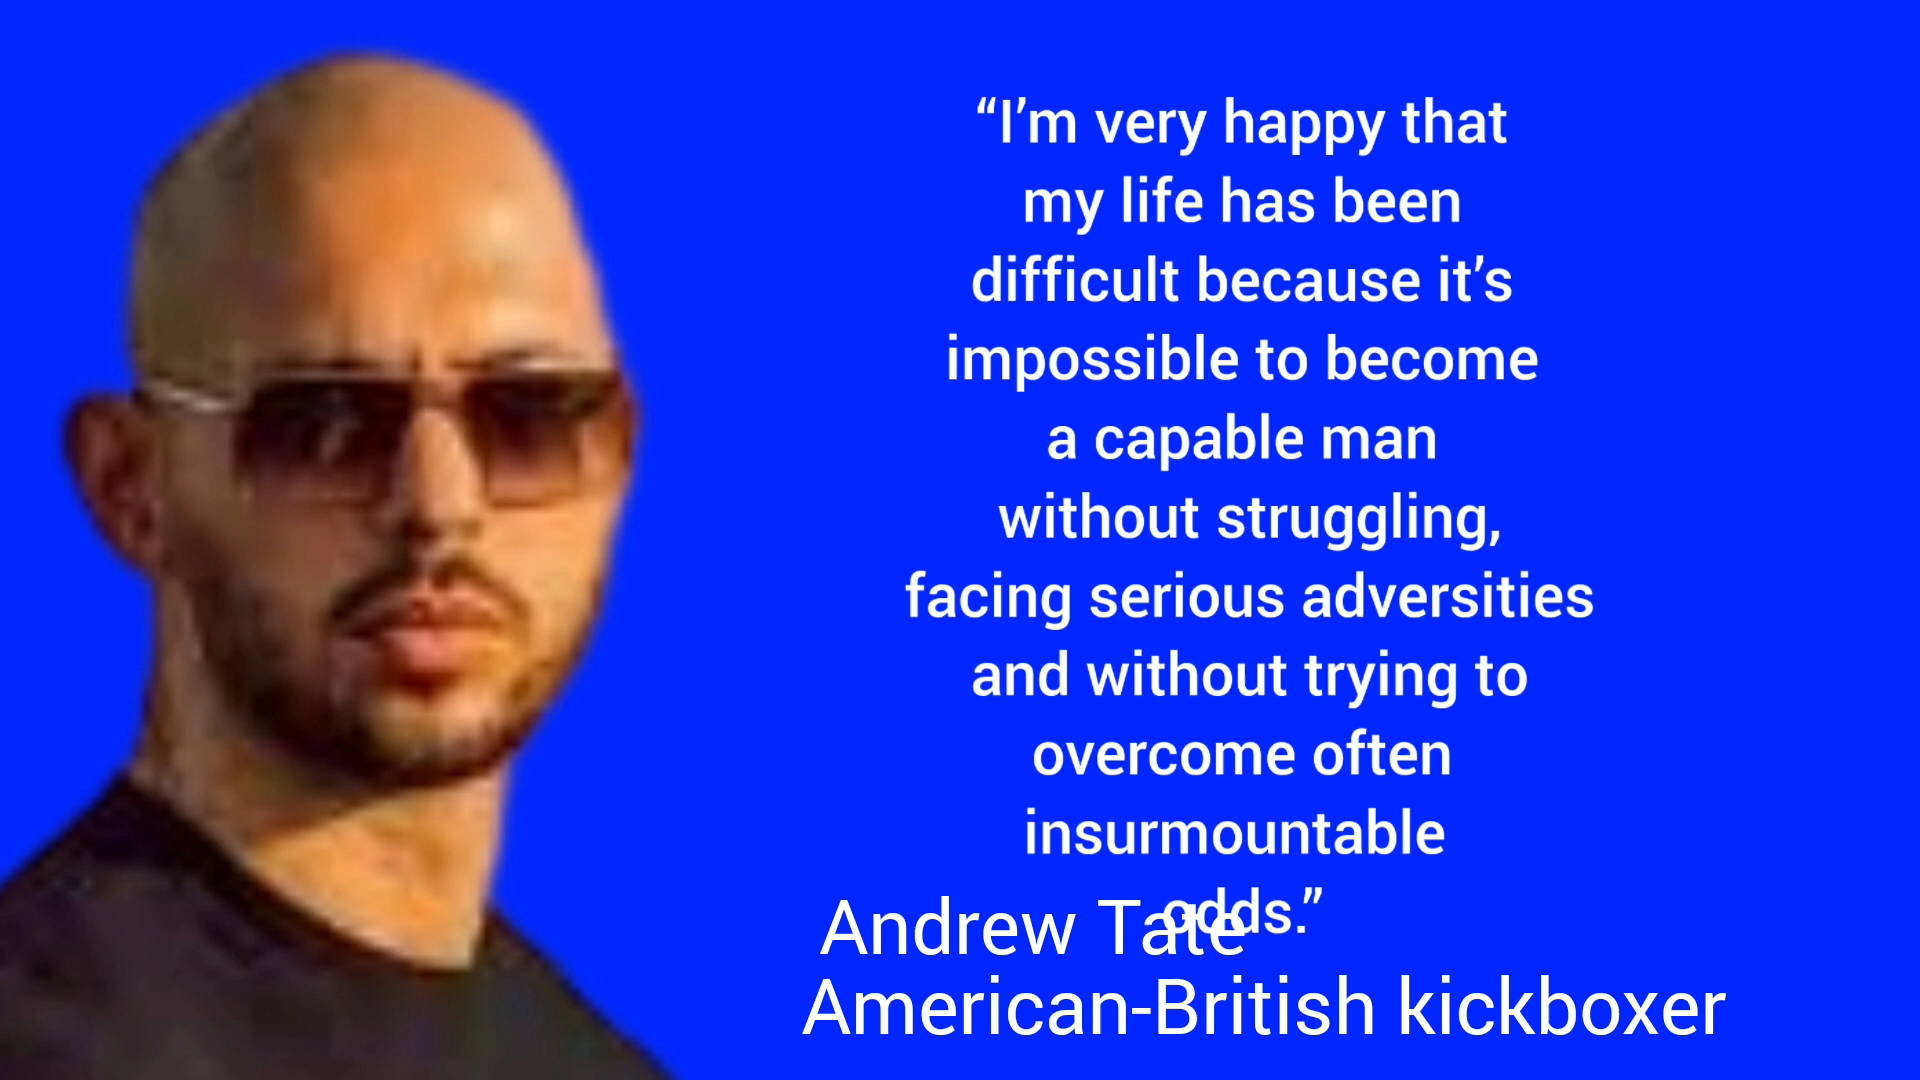 “I’m very happy that
my life has been
difficult because it’s
impossible to become
a capable man
without struggling,
facing serious adversities
and without trying to
overcome often
insurmountable
odds.”
Andrew Tate
American-British kickboxer